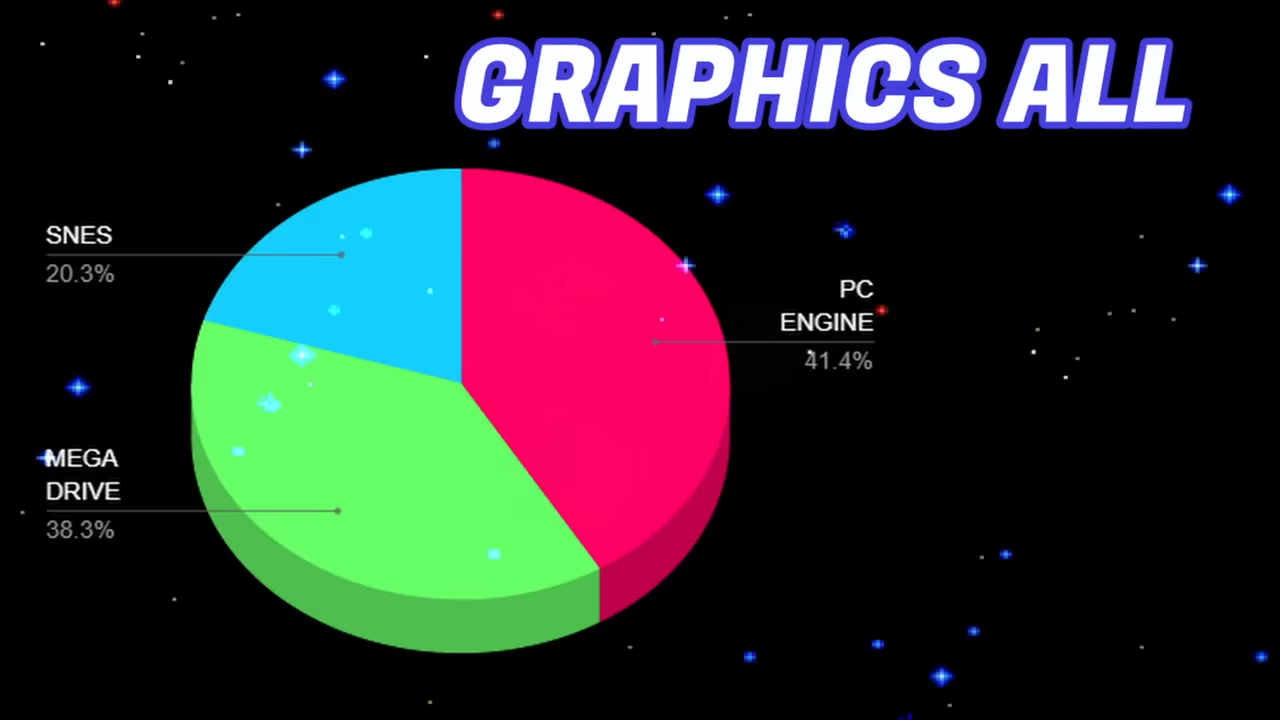 GRAPHICS ALL
SNES
20.3%
PC
ENGINE
41.4%
MEGA
DRIVE
38.3%